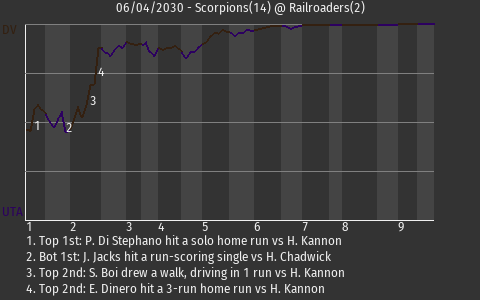 06/04/2030 - Scorpions(14) @ Railroaders(2)
DV
4
3
1
2
UTA
1 2 3 4 5 6 7 8 9
1. Top 1st: P. Di Stephano hit a solo home run vs H. Kannon
2. Bot 1st: J. Jacks hit a run-scoring single vs H. Chadwick
3. Top 2nd: S. Boi drew a walk, driving in 1 run vs H. Kannon
4. Top 2nd: E. Dinero hit a 3-run home run vs H. Kannon